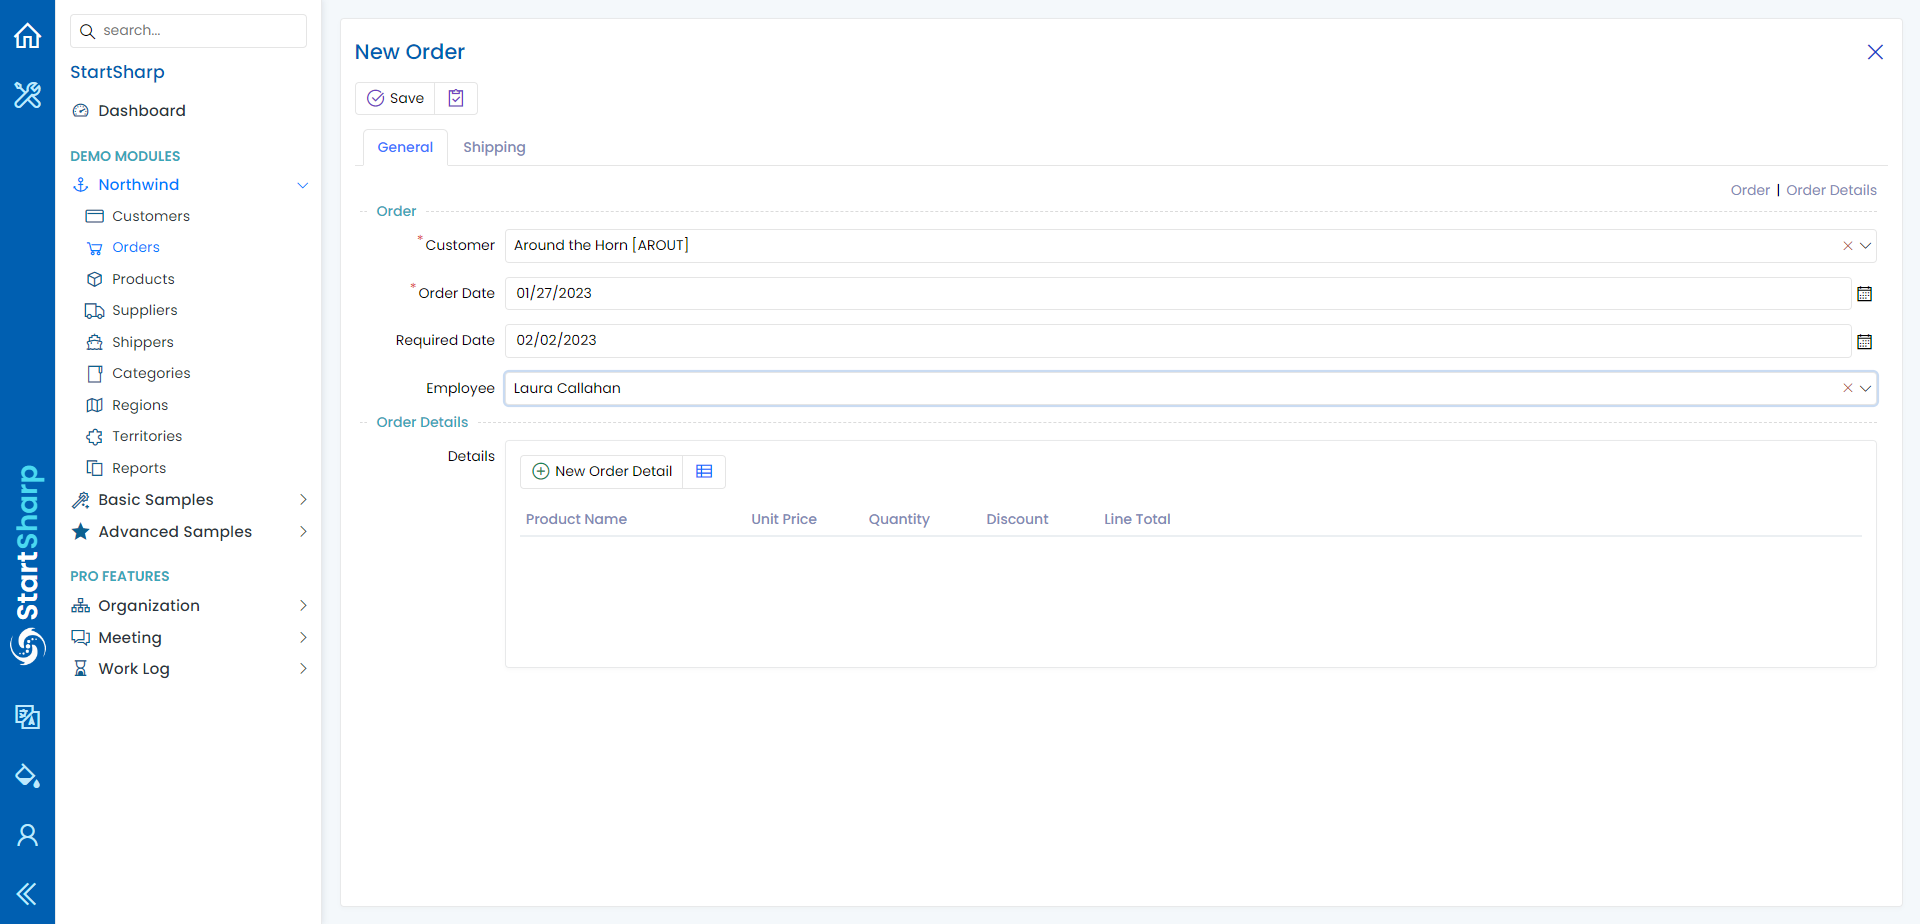 search...
StartSharp
Dashboard
DEMO MODULES
Northwind
Customers
Orders
Products
Suppliers
Shippers
Categories
Regions
Territories
Reports
Basic Samples
Advanced Samples
PRO FEATURES
Organization
Meeting
Work Log
StartSharp
New Order
Save
General Shipping
Order | Order Details
Order
* Customer Around the Horn [AROUT]
* Order Date 01/27/2023
Required Date 02/02/2023
Employee Laura Callahan
Order Details
Details
New Order Detail
Product Name Unit Price Quantity Discount Line Total